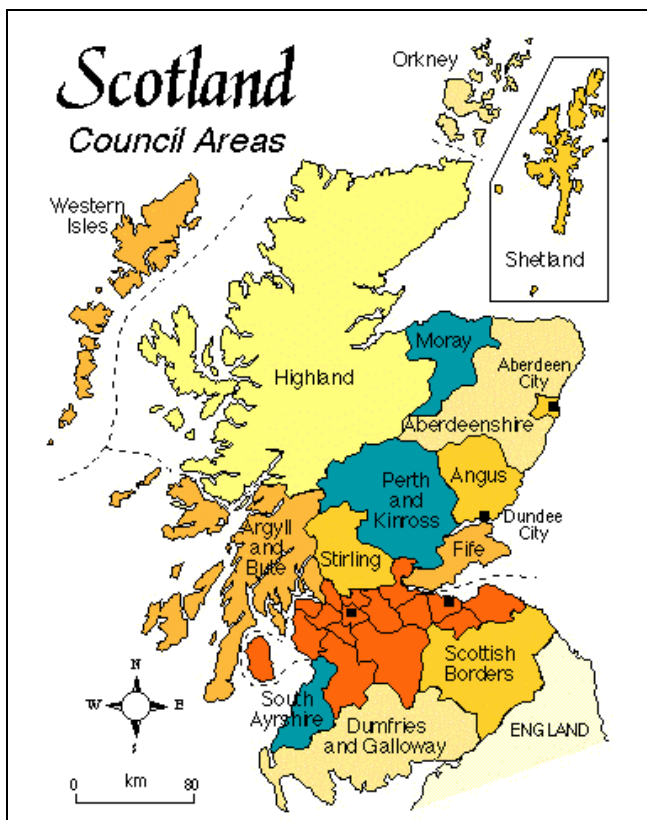 Scotland
Council Areas
Orkney
Western
Isles
Shetland
Moray
Highland
Aberdeen
City
Aberdeenshire
Perth
and
Kinross
Angus
Dundee
City
Argyll
and
Bute
Stirling
Fife
Scottish
Borders
South
Ayrshire
Dumfries
and Galloway
ENGLAND
N
W
E
S
km
0
80